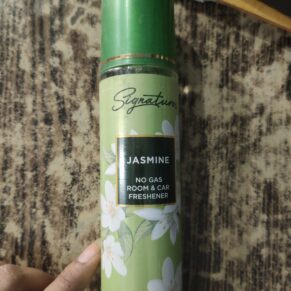 Signature
JASMINE
NO GAS
ROOM & CAR
FRESHENER